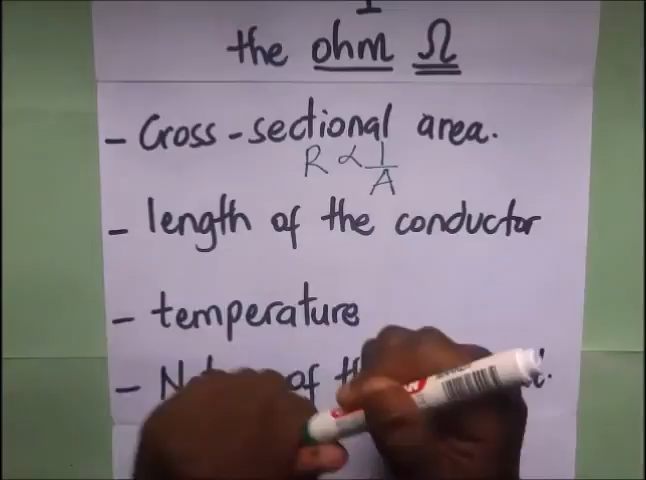 the ohm Ω
- Cross-sectional area.
R ∝ 1/A
- length of the conductor
- temperature
- of